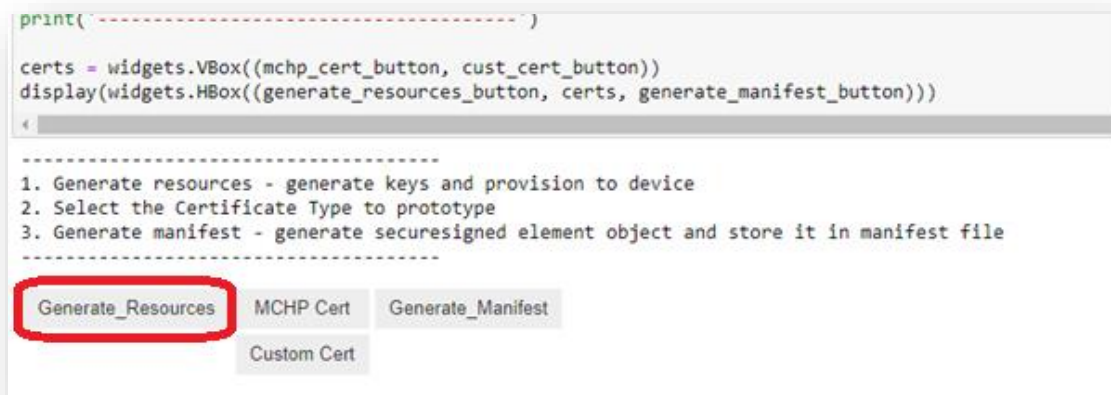 print('--------------------------------------')
certs = widgets.VBox((mchp_cert_button, cust_cert_button))
display(widgets.HBox((generate_resources_button, certs, generate_manifest_button)))
--------------------------------------
1. Generate resources - generate keys and provision to device
2. Select the Certificate Type to prototype
3. Generate manifest - generate securesigned element object and store it in manifest file
--------------------------------------
Generate_Resources MCHP Cert Generate_Manifest
Custom Cert